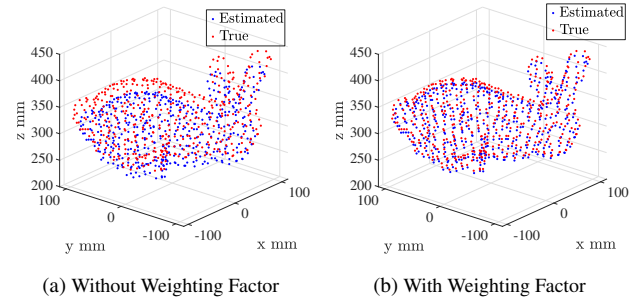 Estimated
True
450
400
350
300
250
200
z mm
100
0
-100
y mm
-100
0
100
x mm
(a) Without Weighting Factor
Estimated
True
450
400
350
300
250
200
z mm
100
0
-100
y mm
-100
0
100
x mm
(b) With Weighting Factor